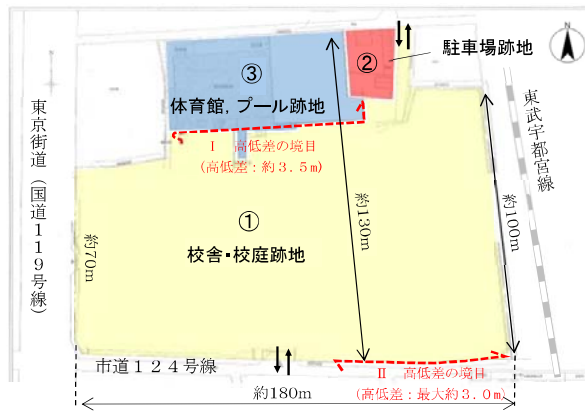 ②
駐車場跡地
③
体育館，プール跡地
Ⅰ 高低差の境目
(高低差：約３.５ｍ)
東京街道（国道１１９号線）
東武宇都宮線
①
校舎・校庭跡地
約70m
約130m
約100m
市道１２４号線
約180m
Ⅱ 高低差の境目
(高低差：最大約３.０ｍ)